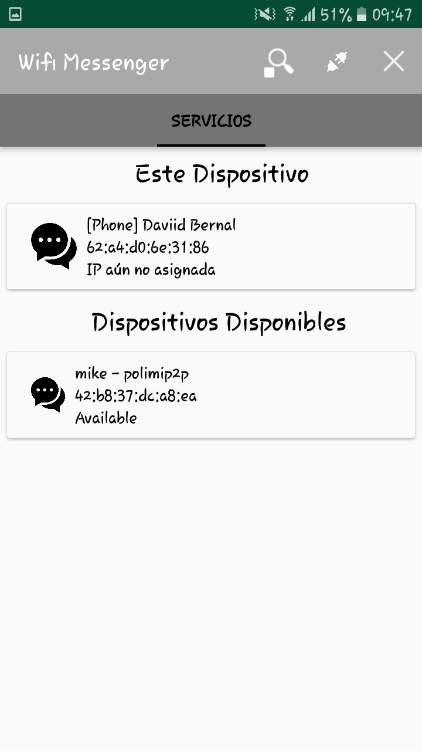 51% 09:47
Wifi Messenger
SERVICIOS
Este Dispositivo
[Phone] Daviid Bernal
62:a4:d0:6e:31:86
IP aún no asignada
Dispositivos Disponibles
mike - polimip2p
42:b8:37:dc:a8:ea
Available